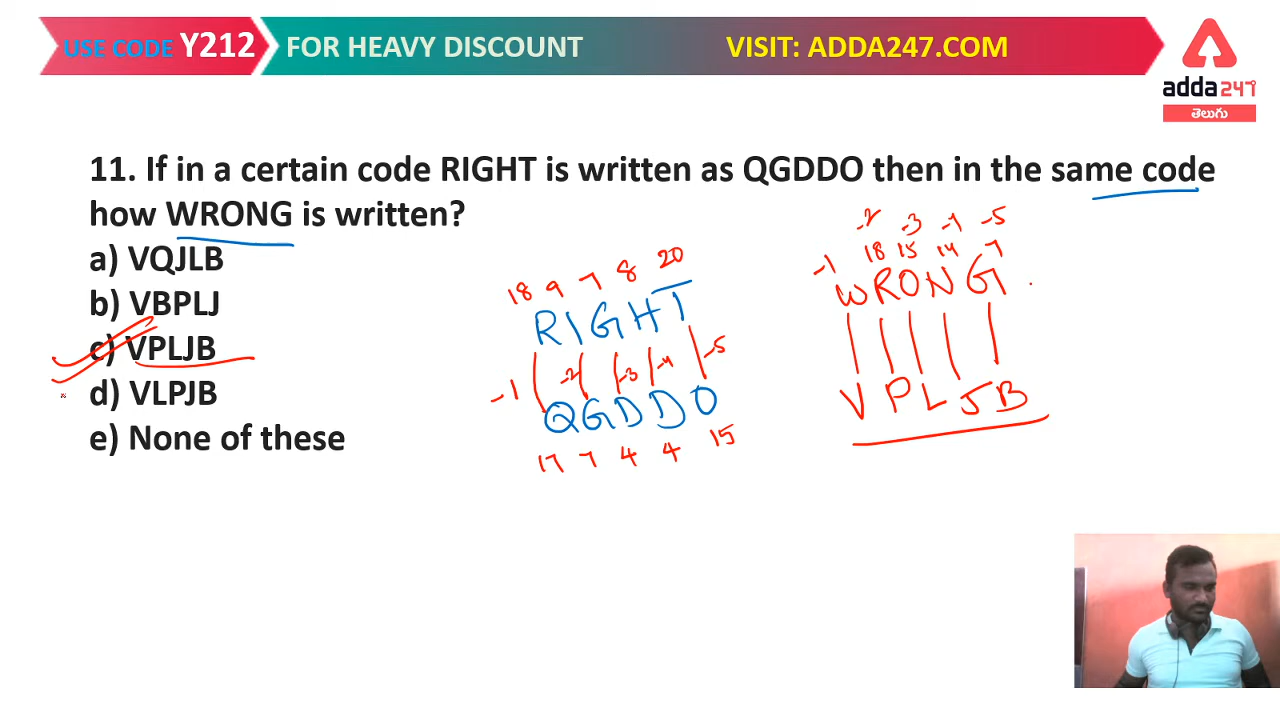 USE CODE Y212 FOR HEAVY DISCOUNT VISIT: ADDA247.COM
adda247
తెలుగు
11. If in a certain code RIGHT is written as QGDDO then in the same code
how WRONG is written?
a) VQJLB
b) VBPLJ
c) VPLJB
d) VLPJB
e) None of these
18 9 7 8 20
RIGHT
-1 -2 -3 -4 -5
QGDDO
17 7 4 4 15
-1 -2 -3 -4 -5
18 15 14 7
WRONG
VPLJB